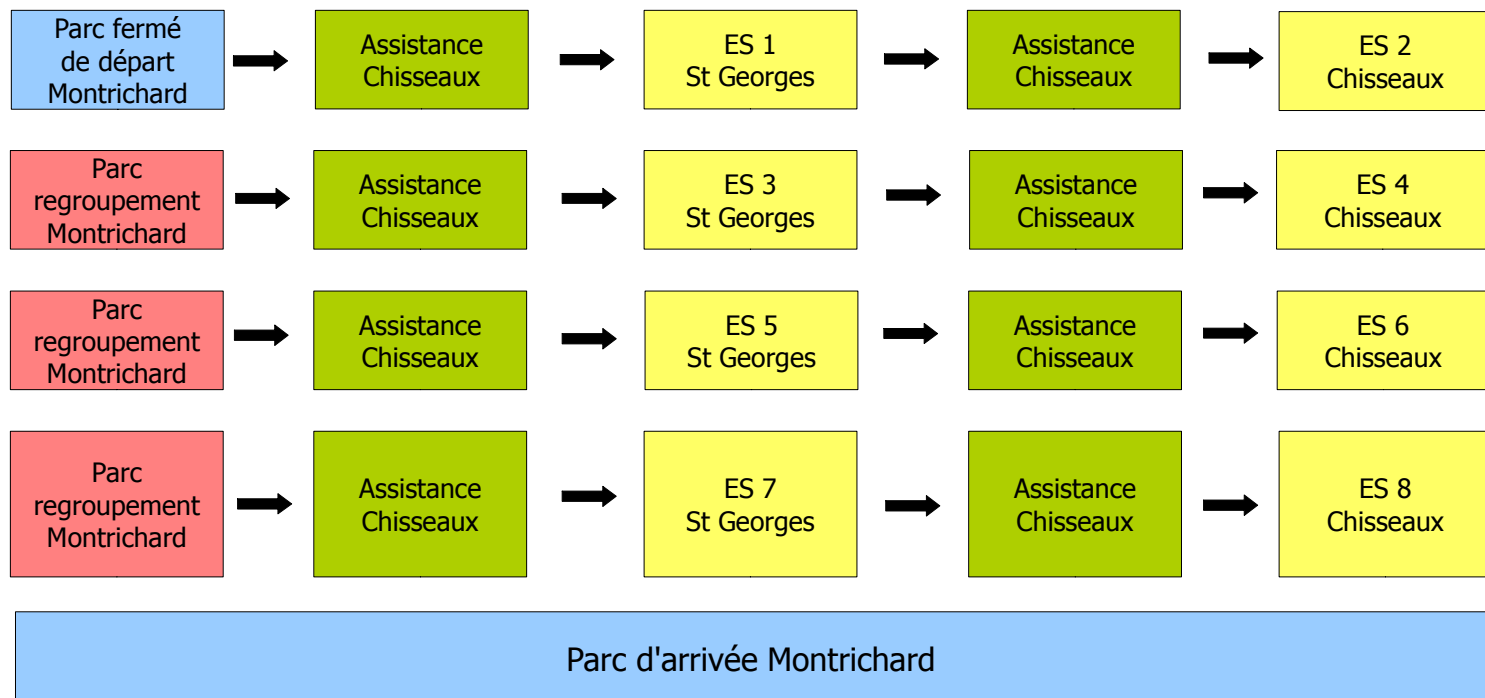 Parc fermé
de départ
Montrichard
Assistance
Chisseaux
ES 1
St Georges
Assistance
Chisseaux
ES 2
Chisseaux
Parc
regroupement
Montrichard
Assistance
Chisseaux
ES 3
St Georges
Assistance
Chisseaux
ES 4
Chisseaux
Parc
regroupement
Montrichard
Assistance
Chisseaux
ES 5
St Georges
Assistance
Chisseaux
ES 6
Chisseaux
Parc
regroupement
Montrichard
Assistance
Chisseaux
ES 7
St Georges
Assistance
Chisseaux
ES 8
Chisseaux
Parc d'arrivée Montrichard